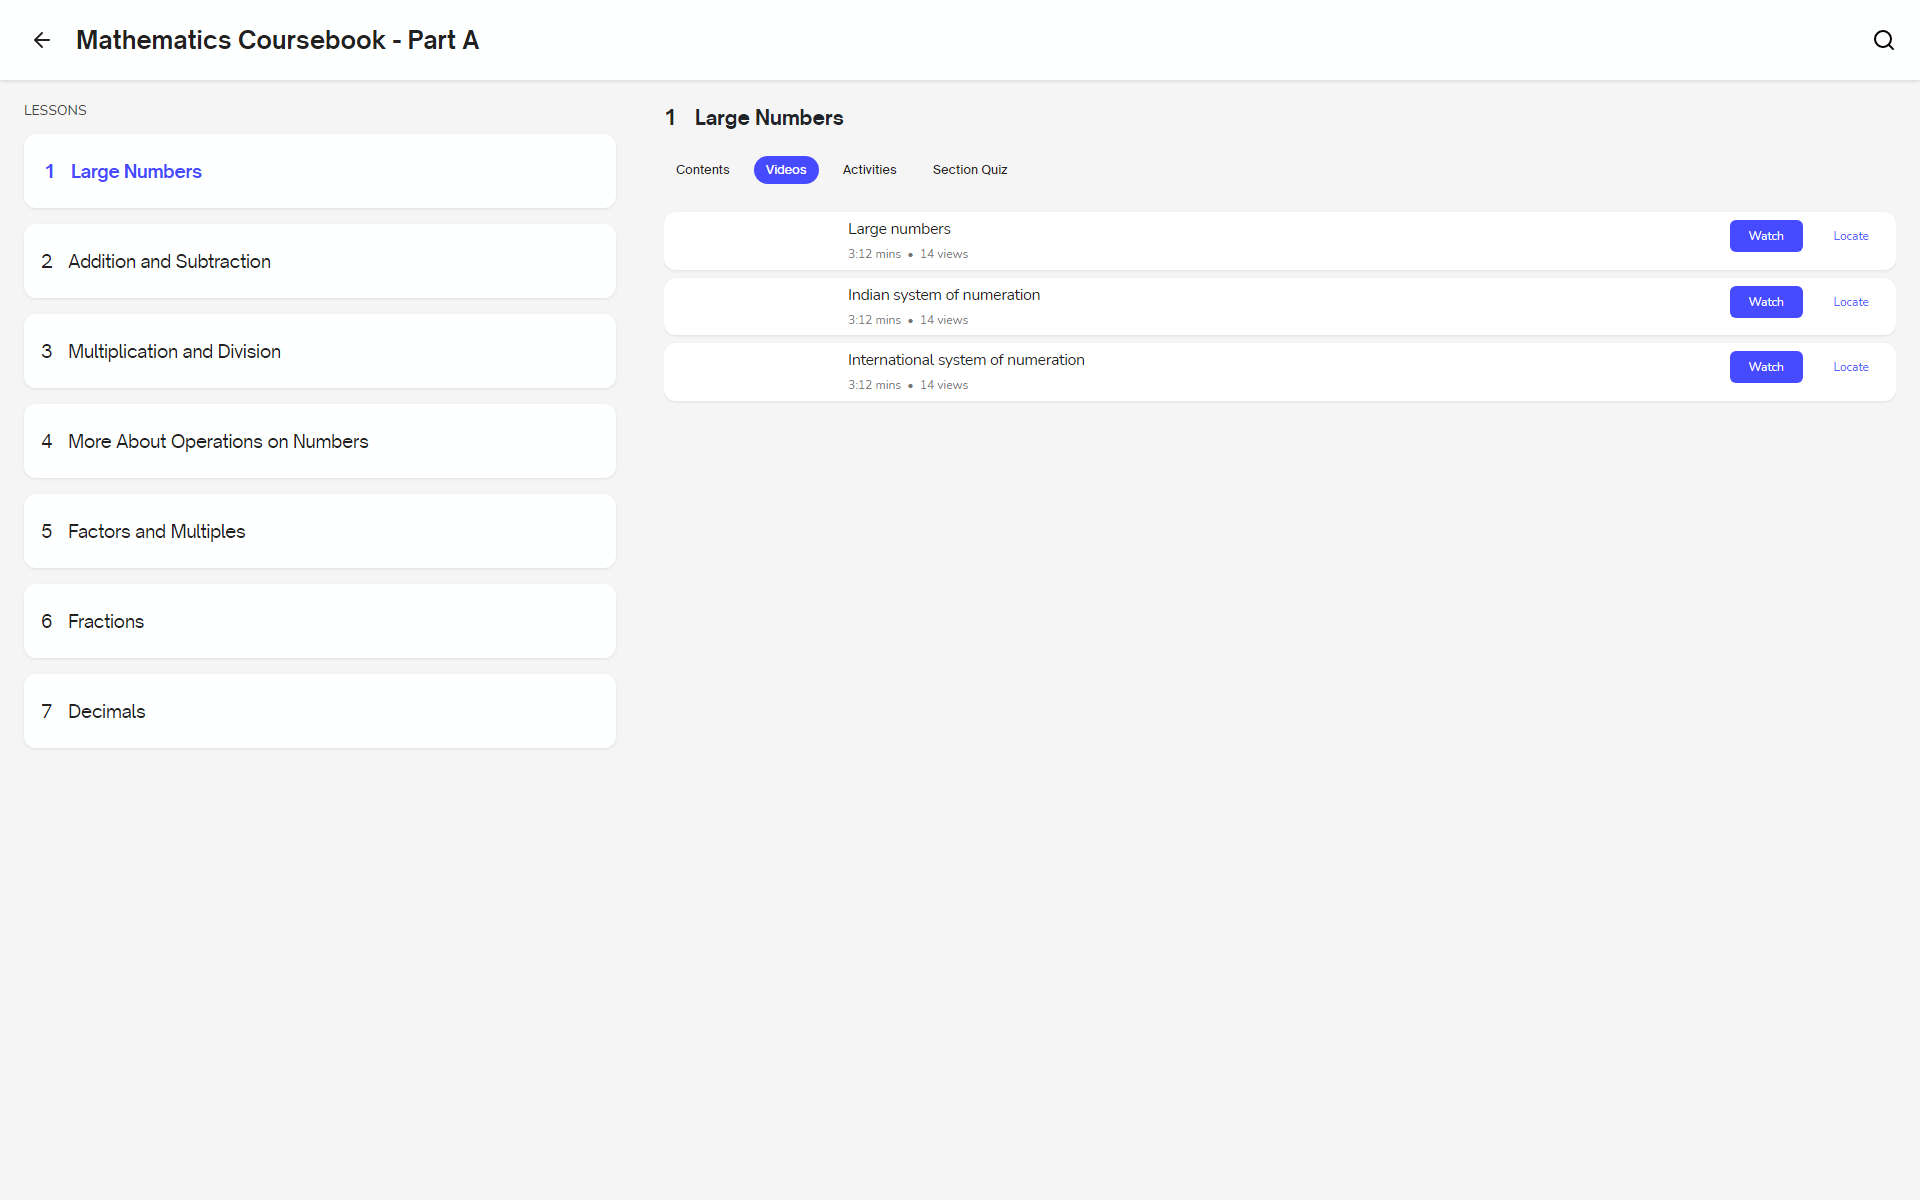 Mathematics Coursebook - Part A
LESSONS
1 Large Numbers
2 Addition and Subtraction
3 Multiplication and Division
4 More About Operations on Numbers
5 Factors and Multiples
6 Fractions
7 Decimals
1 Large Numbers
Contents Videos Activities Section Quiz
Large numbers
3:12 mins • 14 views
Watch Locate
Indian system of numeration
3:12 mins • 14 views
Watch Locate
International system of numeration
3:12 mins • 14 views
Watch Locate